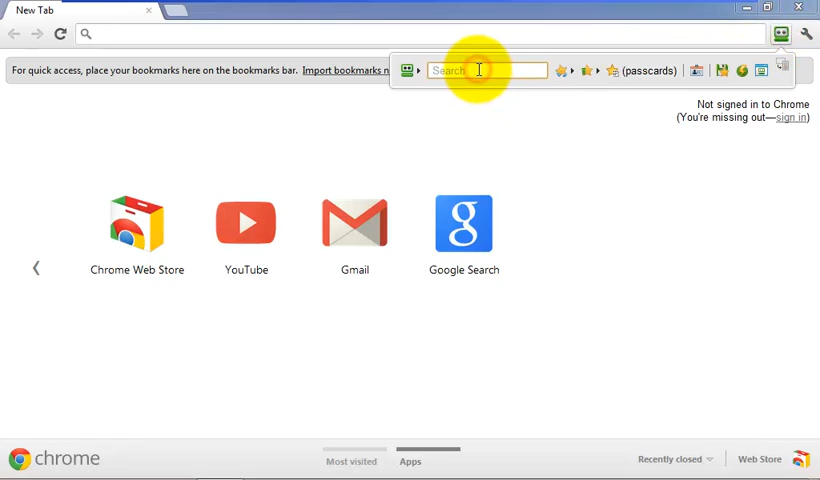 New Tab
For quick access, place your bookmarks here on the bookmarks bar. Import bookmarks n
Search
(passcards)
Not signed in to Chrome
(You're missing out—sign in)
Chrome Web Store
YouTube
Gmail
g
Google Search
chrome
Most visited
Apps
Recently closed
Web Store